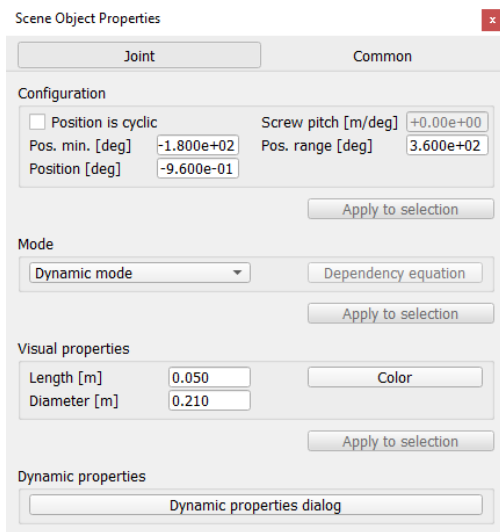 Scene Object Properties
x
Joint Common
Configuration
Position is cyclic Screw pitch [m/deg] +0.00e+00
Pos. min. [deg] -1.800e+02 Pos. range [deg] 3.600e+02
Position [deg] -9.600e-01
Apply to selection
Mode
Dynamic mode Dependency equation
Apply to selection
Visual properties
Length [m] 0.050 Color
Diameter [m] 0.210
Apply to selection
Dynamic properties
Dynamic properties dialog